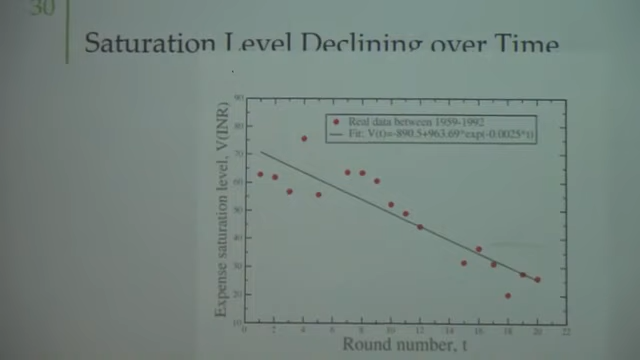 30
Saturation Level Declining over Time
Expense saturation level, V(INR)
90
80
70
60
50
40
30
20
10
Real data between 1959-1992
Fit: V(t)=-890.5+963.69*exp(-0.0025*t)
0 2 4 6 8 10 12 14 16 18 20 22
Round number, t